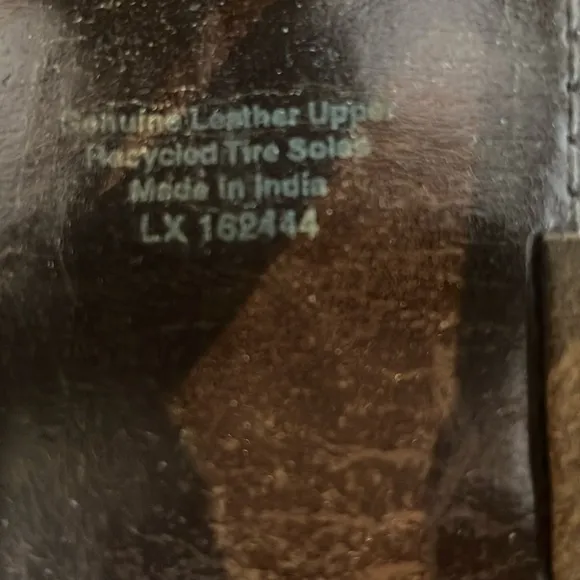 Genuine Leather Upper
Recycled Tire Soles
Made in India
LX 162444